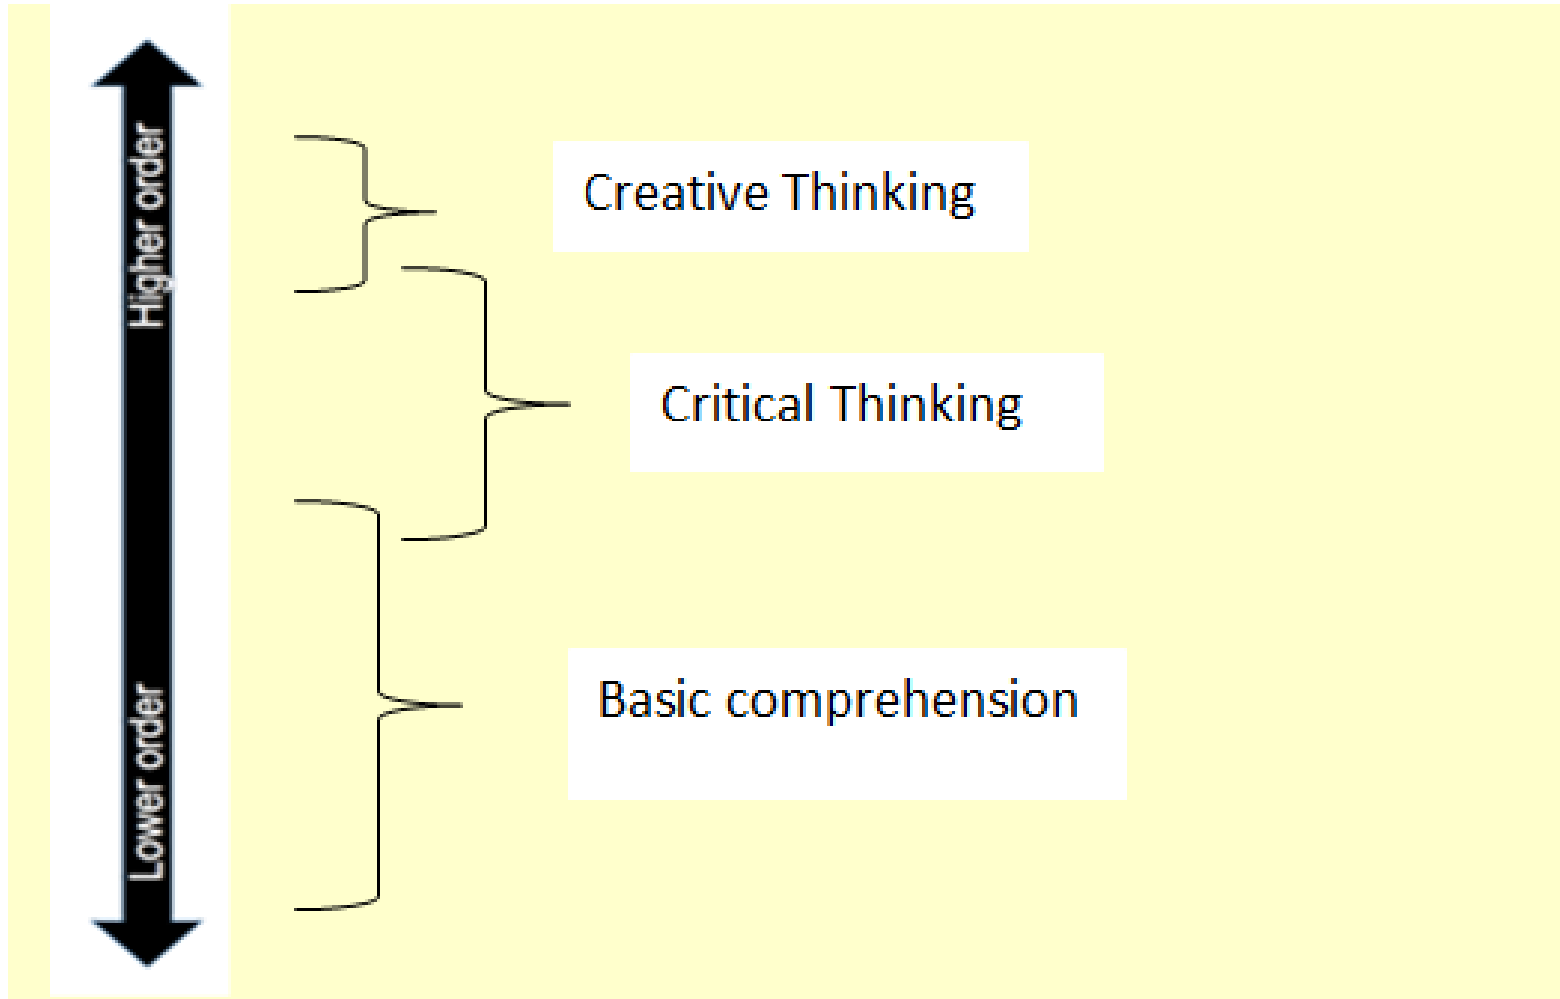 Higher order
Creative Thinking
Critical Thinking
Basic comprehension
Lower order